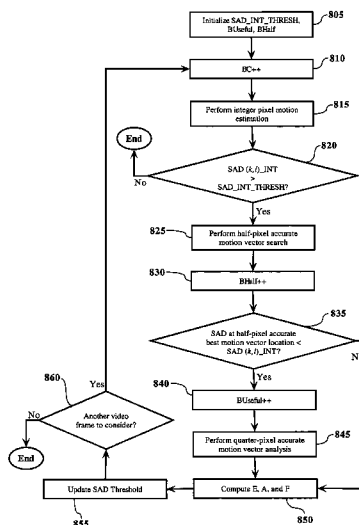 805
Initialize SAD_INT_THRESH,
BUseful, BHalf
810
BC++
815
Perform integer pixel motion
estimation
End
820
SAD (k,l)_INT
>
SAD_INT_THRESH?
No
Yes
825
Perform half-pixel accurate
motion vector search
830
BHalf++
835
SAD at half-pixel accurate
best motion vector location <
SAD (k,l)_INT?
N
Yes
860
Yes
840
BUseful++
No
Another video
frame to consider?
845
Perform quarter-pixel accurate
motion vector analysis
End
Update SAD Threshold
Compute E, A, and F
855
850